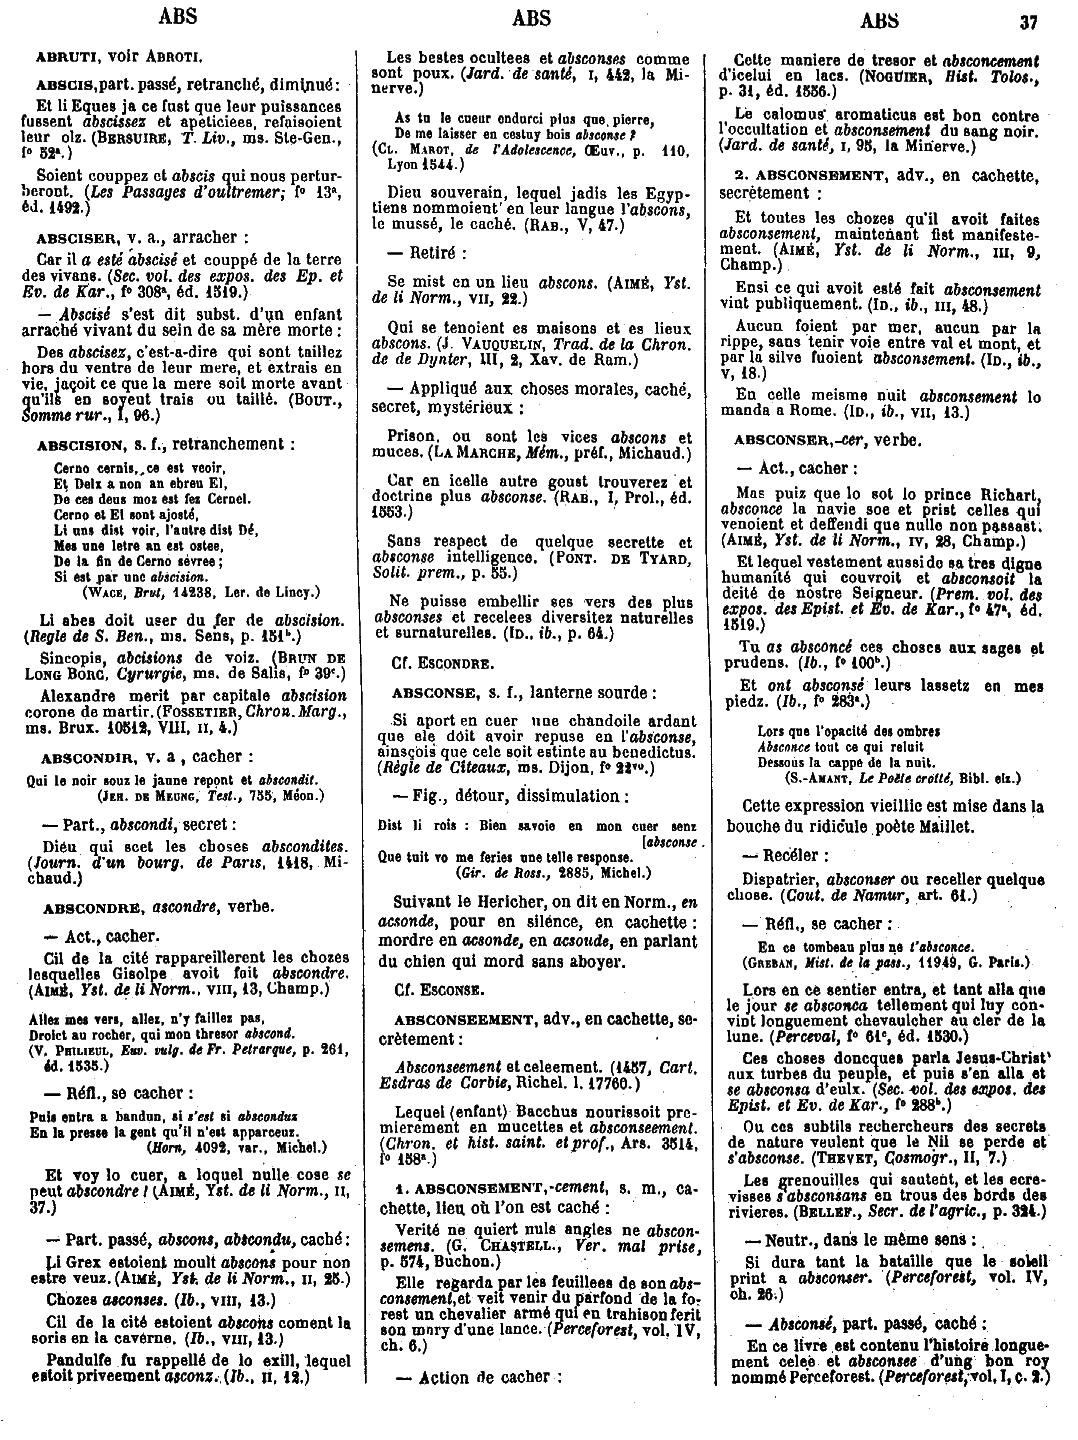 ABS
ABS
ABS
37
ABRUTI, voir ABROTI.
ABSCIS, part. passé, retranché, diminué :
Et li Eques ja ce fust que leur puissances
fussent abscissez et apeticiees, refaisoient
leur olz. (BERSUIRE, T. Liv., ms. Ste-Gen.,
f° 52ª.)
Soient couppez et abscis qui nous pertur-
beront. (Les Passages d'oultremer, f° 13ª,
éd. 1492.)
ABSCISER, v. a., arracher :
Car il a esté abscisé et couppé de la terre
des vivans. (Sec. vol. des expos. des Ep. et
Ev. de Kar., f° 308ª, éd. 1519.)
— Abscisé s'est dit subst. d'un enfant
arraché vivant du sein de sa mère morte :
Des abscisez, c'est-a-dire qui sont taillez
hors du ventre de leur mere, et extrais en
vie, jaçoit ce que la mere soit morte avant
qu'ils en soyeut trais ou taillé. (BOUT.,
Somme rur., I, 96.)
ABSCISION, s. f., retranchement :
Cerno cernis, ce est veoir,
Et Deix a non an ebreu El,
De ces deus moz est fez Cernel.
Cerno et El sont ajosté,
Li uns dist voir, l'autre dist Dé,
Mes une letre an est ostee,
De la fin de Cerno sevree ;
Si est par une abscision.
(WACE, Brut, 14238, Ler. de Lincy.)
Li abes doit user du fer de abscision.
(Regle de S. Ben., ms. Sens, p. 151ᵇ.)
Sincopis, abcisions de voiz. (BRUN DE
LONG BORC, Cyrurgie, ms. de Salis, f° 39ᶜ.)
Alexandre merit par capitale abscision
corone de martir. (FOSSETIER, Chron. Marg.,
ms. Brux. 10512, VIII, II, 4.)
ABSCONDIR, v. a , cacher :
Qui le noir souz le jaune repont et abscondit.
(JEH. DE MEUNG, Test., 755, Méon.)
— Part., abscondi, secret :
Dieu qui scet les choses abscondites.
(Journ. d'un bourg. de Paris, 1418, Mi-
chaud.)
ABSCONDRE, ascondre, verbe.
— Act., cacher.
Cil de la cité rappareillerent les chozes
lesquelles Gisolpe avoit fait abscondre.
(AIMÉ, Yst. de li Norm., VIII, 13, Champ.)
Allez mes vers, allez, n'y faillez pas,
Droict au rocher, qui mon thresor abscond.
(V. PHILIEUL, Euv. vulg. de Fr. Petrarque, p. 261,
éd. 1535.)
— Réfl., se cacher :
Puis entra a bandun, si s'est si abscondux
En la presse la gent qu'il n'est apparceuz.
(Horn, 4092, var., Michel.)
Et voy lo cuer, a loquel nulle cose se
peut abscondre ! (AIMÉ, Yst. de li Norm., II,
37.)
— Part. passé, abscons, abscondu, caché :
Li Grex estoient moult abscons pour non
estre veuz. (AIMÉ, Yst. de li Norm., II, 25.)
Chozes asconses. (Ib., VIII, 13.)
Cil de la cité estoient abscons coment la
soris en la caverne. (Ib., VIII, 13.)
Pandulfe fu rappellé de lo exill, lequel
estoit priveement asconz. (Ib., II, 12.)
Les bestes ocultees et absconses comme
sont poux. (Jard. de santé, I, 442, la Mi-
nerve.)
As tu le cueur endurci plus que pierre,
De me laisser en cestuy bois absconse ?
(CL. MAROT, de l'Adolescence, Œuv., p. 110,
Lyon 1544.)
Dieu souverain, lequel jadis les Egyp-
tiens nommoient en leur langue l'abscons,
le mussé, le caché. (RAB., V, 47.)
— Retiré :
Se mist en un lieu abscons. (AIMÉ, Yst.
de li Norm., VII, 22.)
Qui se tenoient es maisons et es lieux
abscons. (J. VAUQUELIN, Trad. de la Chron.
de de Dynter, III, 2, Xav. de Ram.)
— Appliqué aux choses morales, caché,
secret, mystérieux :
Prison, ou sont les vices abscons et
muces. (LA MARCHE, Mém., préf., Michaud.)
Car en icelle autre goust trouverez et
doctrine plus absconse. (RAB., I, Prol., éd.
1553.)
Sans respect de quelque secrette et
absconse intelligence. (PONT. DE TYARD,
Solit. prem., p. 55.)
Ne puisse embellir ses vers des plus
absconses et recelees diversitez naturelles
et surnaturelles. (ID., ib., p. 64.)
Cf. ESCONDRE.
ABSCONSE, s. f., lanterne sourde :
Si aport en cuer une chandoile ardant
que ele doit avoir repuse en l'absconse,
ainsçois que cele soit estinte au benedictus.
(Règle de Citeaux, ms. Dijon, f° 22ᵛᵒ.)
— Fig., détour, dissimulation :
Dist li rois : Bien savoie en mon cuer senz
[absconse .
Que tuit vo me feries une telle response.
(Gir. de Ross., 2885, Michel.)
Suivant le Hericher, on dit en Norm., en
acsonde, pour en silence, en cachette :
mordre en acsonde, en acsoude, en parlant
du chien qui mord sans aboyer.
Cf. ESCONSE.
ABSCONSEEMENT, adv., en cachette, se-
crètement :
Absconseement et celeement. (1457, Cart.
Esdras de Corbie, Richel. l. 17760.)
Lequel (enfant) Bacchus nourissoit pre-
mierement en mucettes et absconseement.
(Chron. et hist. saint. et prof., Ars. 3514,
f° 158ª.)
1. ABSCONSEMENT, -cement, s. m., ca-
chette, lieu où l'on est caché :
Verité ne quiert nuls angles ne abscon-
semens. (G. CHASTELL., Ver. mal prise,
p. 574, Buchon.)
Elle regarda par les feuillees de son abs-
consement, et veit venir du parfond de la fo-
rest un chevalier armé qui en trahison ferit
son mary d'une lance. (Perceforest, vol. IV,
ch. 6.)
— Action de cacher :
Cette maniere de tresor et absconcement
d'icelui en lacs. (NOGUIER, Hist. Tolos.,
p. 31, éd. 1556.)
Le calomus aromaticus est bon contre
l'occultation et absconsement du sang noir.
(Jard. de santé, I, 95, la Minerve.)
2. ABSCONSEMENT, adv., en cachette,
secrètement :
Et toutes les chozes qu'il avoit faites
absconsement, maintenant fist manifeste-
ment. (AIMÉ, Yst. de li Norm., III, 9,
Champ.)
Ensi ce qui avoit esté fait absconsement
vint publiquement. (ID., ib., III, 48.)
Aucun foient par mer, aucun par la
rippe, sans tenir voie entre val et mont, et
par la silve fuoient absconsement. (ID., ib.,
V, 18.)
En celle meisme nuit absconsement lo
manda a Rome. (ID., ib., VII, 13.)
ABSCONSER, -cer, verbe.
— Act., cacher :
Mas puiz que lo sot lo prince Richart,
absconce la navie soe et prist celles qui
venoient et deffendi que nulle non passast.
(AIMÉ, Yst. de li Norm., IV, 28, Champ.)
Et lequel vestement aussi do sa tres digne
humanité qui couvroit et absconsoit la
deité de nostre Seigneur. (Prem. vol. des
expos. des Epist. et Ev. de Kar., f° 47ª, éd.
1519.)
Tu as absconcé ces choses aux sages et
prudens. (Ib., f° 100ᵇ.)
Et ont absconsé leurs lassetz en mes
piedz. (Ib., f° 283ª.)
Lors que l'opacité des ombres
Absconce tout ce qui reluit
Dessous la cappe de la nuit.
(S.-AMANT, Le Poëte crotté, Bibl. elz.)
Cette expression vieillie est mise dans la
bouche du ridicule poète Maillet.
— Recéler :
Dispatrier, absconser ou receller quelque
chose. (Cout. de Namur, art. 61.)
— Réfl., se cacher :
En ce tombeau plus ne t'absconce.
(GREBAN, Mist. de la pass., 11949, G. Paris.)
Lors en ce sentier entra, et tant alla que
le jour se absconca tellement qui luy con-
vint longuement chevaulcher au cler de la
lune. (Perceval, f° 61ᶜ, éd. 1530.)
Ces choses doncques parla Jesus-Christ
aux turbes du peuple, et puis s'en alla et
se absconsa d'eulx. (Sec. vol. des expos. des
Epist. et Ev. de Kar., f° 288ᵇ.)
Ou ces subtils rechercheurs des secrets
de nature veulent que le Nil se perde et
s'absconse. (THEVET, Cosmogr., II, 7.)
Les grenouilles qui sautent, et les ecre-
visses s'absconsans en trous des bords des
rivieres. (BELLEF., Secr. de l'agric., p. 324.)
— Neutr., dans le même sens :
Si dura tant la bataille que le soleil
print a absconser. (Perceforest, vol. IV,
ch. 26.)
— Absconsé, part. passé, caché :
En ce livre est contenu l'histoire longue-
ment celee et absconsee d'ung bon roy
nommé Perceforest. (Perceforest, vol. I, c. 2.)